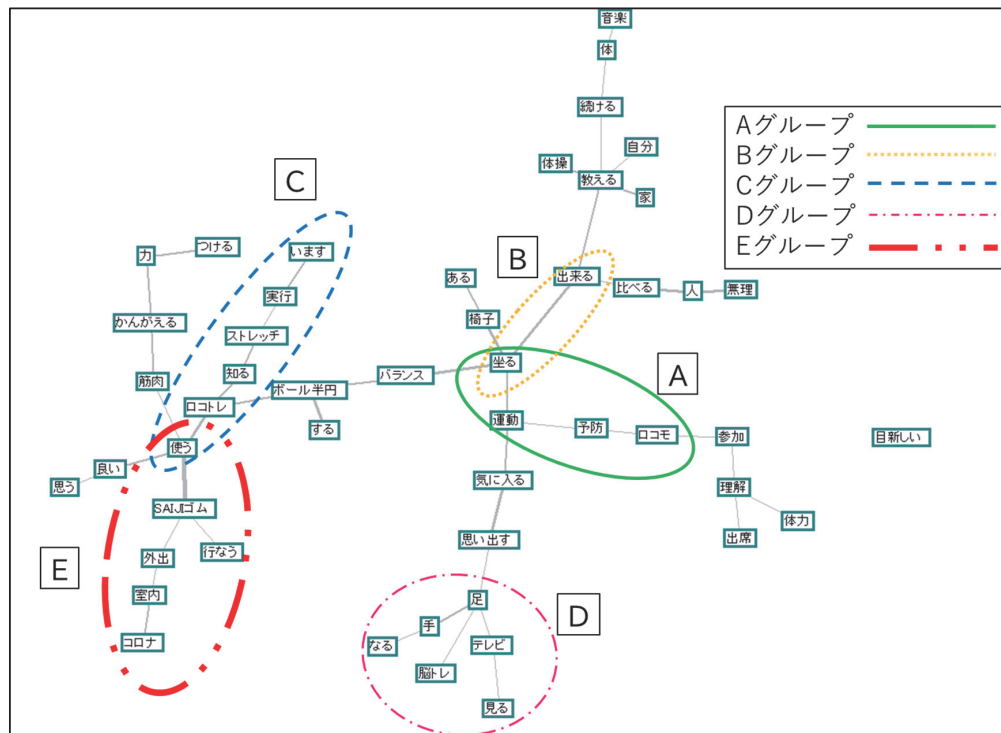 音楽
体
続ける
自分
体操
教える
家
Aグループ
Bグループ
Cグループ
Dグループ
Eグループ
C
B
つける
力
います
出来る
ある
比べる
人
無理
実行
かんがえる
椅子
ストレッチ
坐る
A
知る
バランス
筋肉
ボール半円
ロコトレ
運動
予防
ロコモ
参加
目新しい
する
使う
良い
思う
気に入る
理解
SAIJIゴム
体力
出席
思い出す
行なう
外出
E
室内
足
D
手
コロナ
なる
テレビ
脳トレ
見る